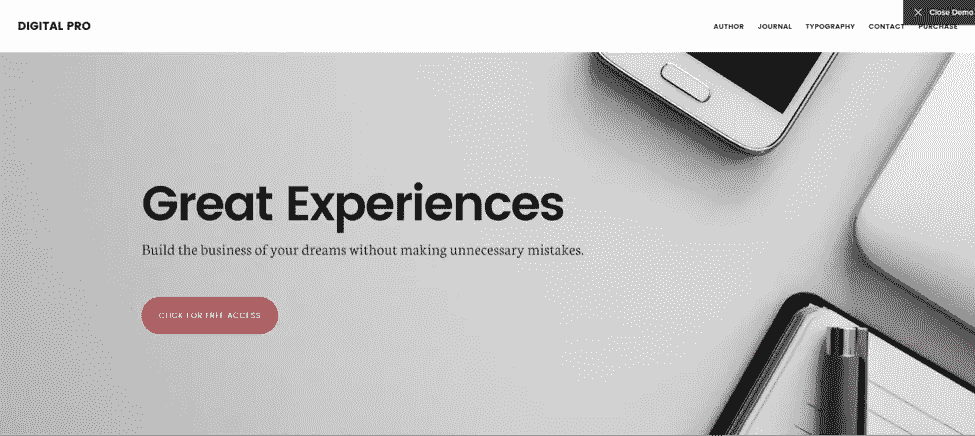 DIGITAL PRO
AUTHOR JOURNAL TYPOGRAPHY CONTACT PURCHASE
Close Demo
Great Experiences
Build the business of your dreams without making unnecessary mistakes.
CLICK FOR FREE ACCESS